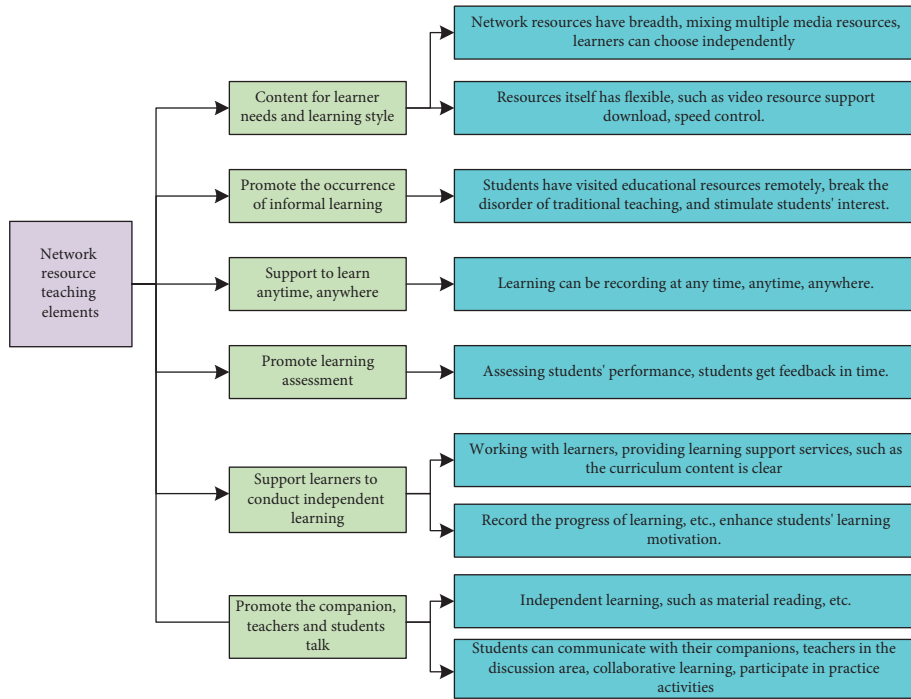 Network
resource
teaching
elements
Content for learner
needs and learning style
Network resources have breadth, mixing multiple media resources,
learners can choose independently
Resources itself has flexible, such as video resource support
download, speed control.
Promote the occurrence
of informal learning
Students have visited educational resources remotely, break the
disorder of traditional teaching, and stimulate students' interest.
Support to learn
anytime, anywhere
Learning can be recording at any time, anytime, anywhere.
Promote learning
assessment
Assessing students' performance, students get feedback in time.
Support learners to
conduct independent
learning
Working with learners, providing learning support services, such as
the curriculum content is clear
Record the progress of learning, etc., enhance students' learning
motivation.
Promote the companion,
teachers and students
talk
Independent learning, such as material reading, etc.
Students can communicate with their companions, teachers in the
discussion area, collaborative learning, participate in practice
activities